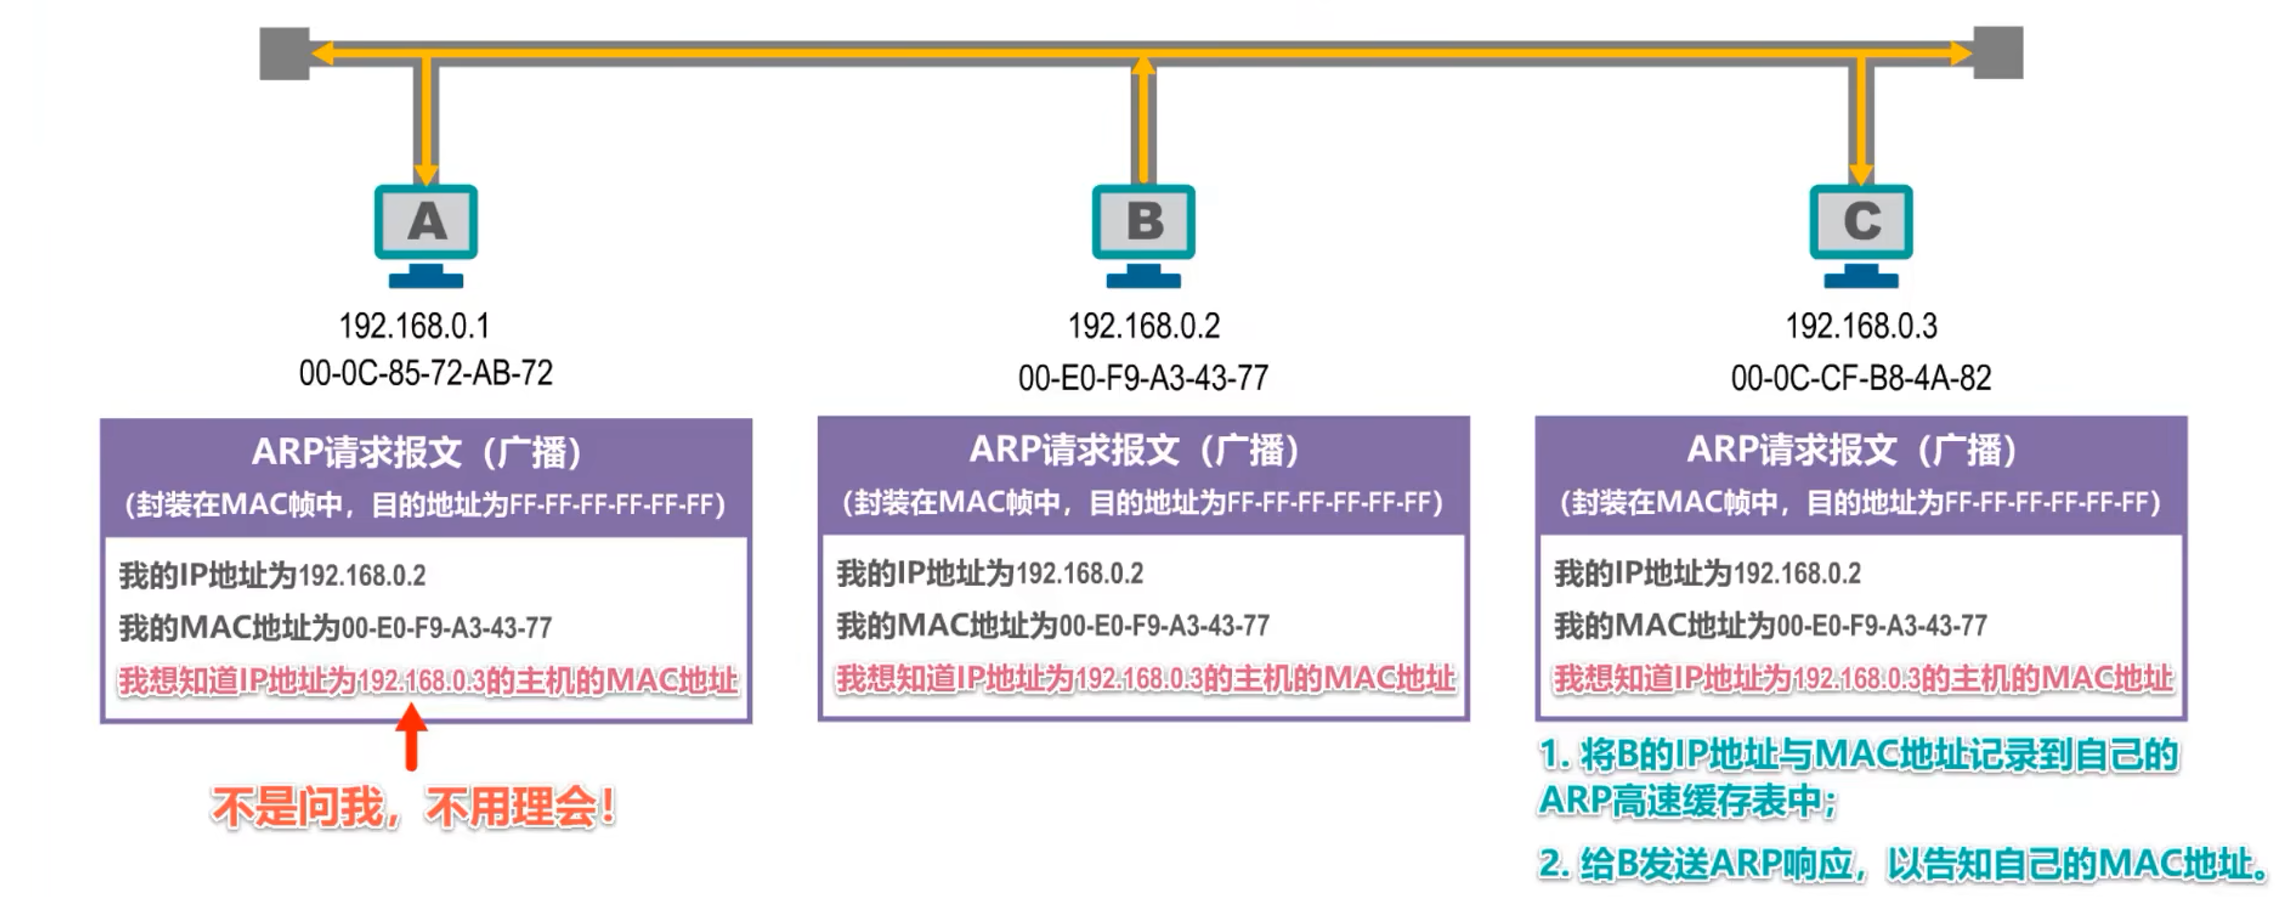 A
B
C
192.168.0.1
00-0C-85-72-AB-72
192.168.0.2
00-E0-F9-A3-43-77
192.168.0.3
00-0C-CF-B8-4A-82
ARP请求报文（广播）
（封装在MAC帧中，目的地址为FF-FF-FF-FF-FF-FF）
我的IP地址为192.168.0.2
我的MAC地址为00-E0-F9-A3-43-77
我想知道IP地址为192.168.0.3的主机的MAC地址
不是问我，不用理会！
ARP请求报文（广播）
（封装在MAC帧中，目的地址为FF-FF-FF-FF-FF-FF）
我的IP地址为192.168.0.2
我的MAC地址为00-E0-F9-A3-43-77
我想知道IP地址为192.168.0.3的主机的MAC地址
ARP请求报文（广播）
（封装在MAC帧中，目的地址为FF-FF-FF-FF-FF-FF）
我的IP地址为192.168.0.2
我的MAC地址为00-E0-F9-A3-43-77
我想知道IP地址为192.168.0.3的主机的MAC地址
1. 将B的IP地址与MAC地址记录到自己的
ARP高速缓存表中；
2. 给B发送ARP响应，以告知自己的MAC地址。